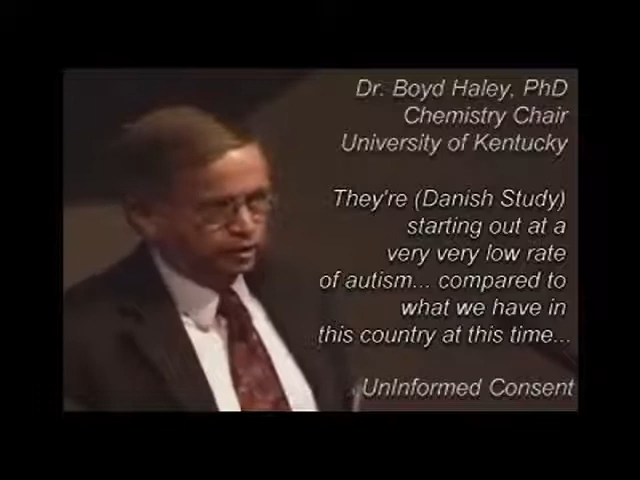 Dr. Boyd Haley, PhD
Chemistry Chair
University of Kentucky
They're (Danish Study)
starting out at a
very very low rate
of autism... compared to
what we have in
this country at this time...
UnInformed Consent